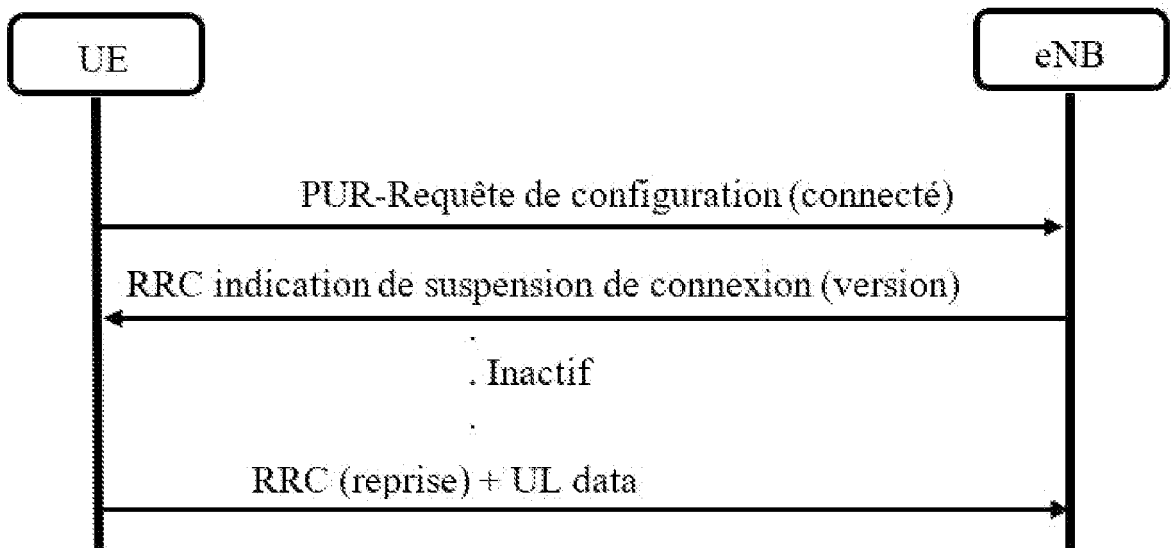 UE
eNB
PUR-Requête de configuration (connecté)
RRC indication de suspension de connexion (version)
. Inactif
RRC (reprise) + UL data